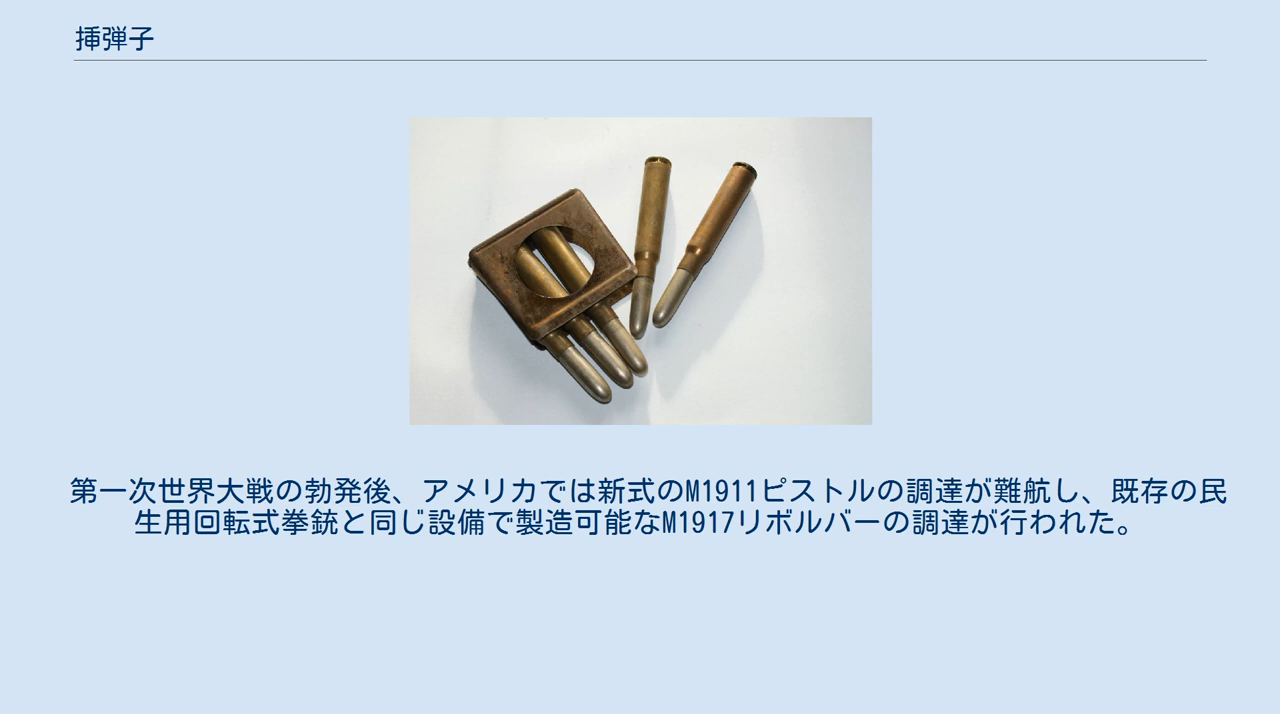 挿弾子
第一次世界大戦の勃発後、アメリカでは新式のM1911ピストルの調達が難航し、既存の民
生用回転式拳銃と同じ設備で製造可能なM1917リボルバーの調達が行われた。